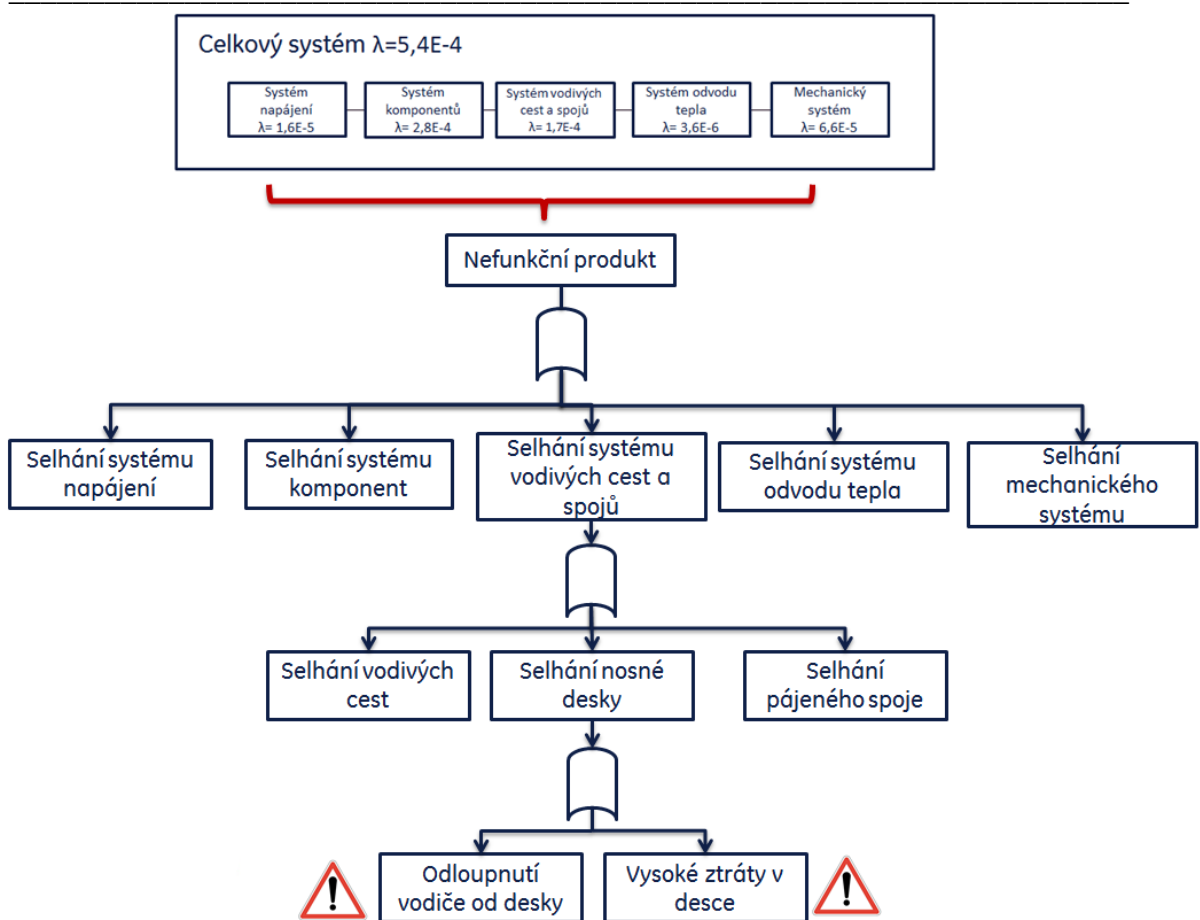 Celkový systém λ=5,4E-4
Systém
napájení
λ= 1,6E-5
Systém
komponentů
λ= 2,8E-4
Systém vodivých
cest a spojů
λ= 1,7E-4
Systém odvodu
tepla
λ= 3,6E-6
Mechanický
systém
λ= 6,6E-5
Nefunkční produkt
Selhání systému
napájení
Selhání systému
komponent
Selhání systému
vodivých cest a
spojů
Selhání systému
odvodu tepla
Selhání
mechanického
systému
Selhání vodivých
cest
Selhání nosné
desky
Selhání
pájeného spoje
Odloupnutí
vodiče od desky
Vysoké ztráty v
desce